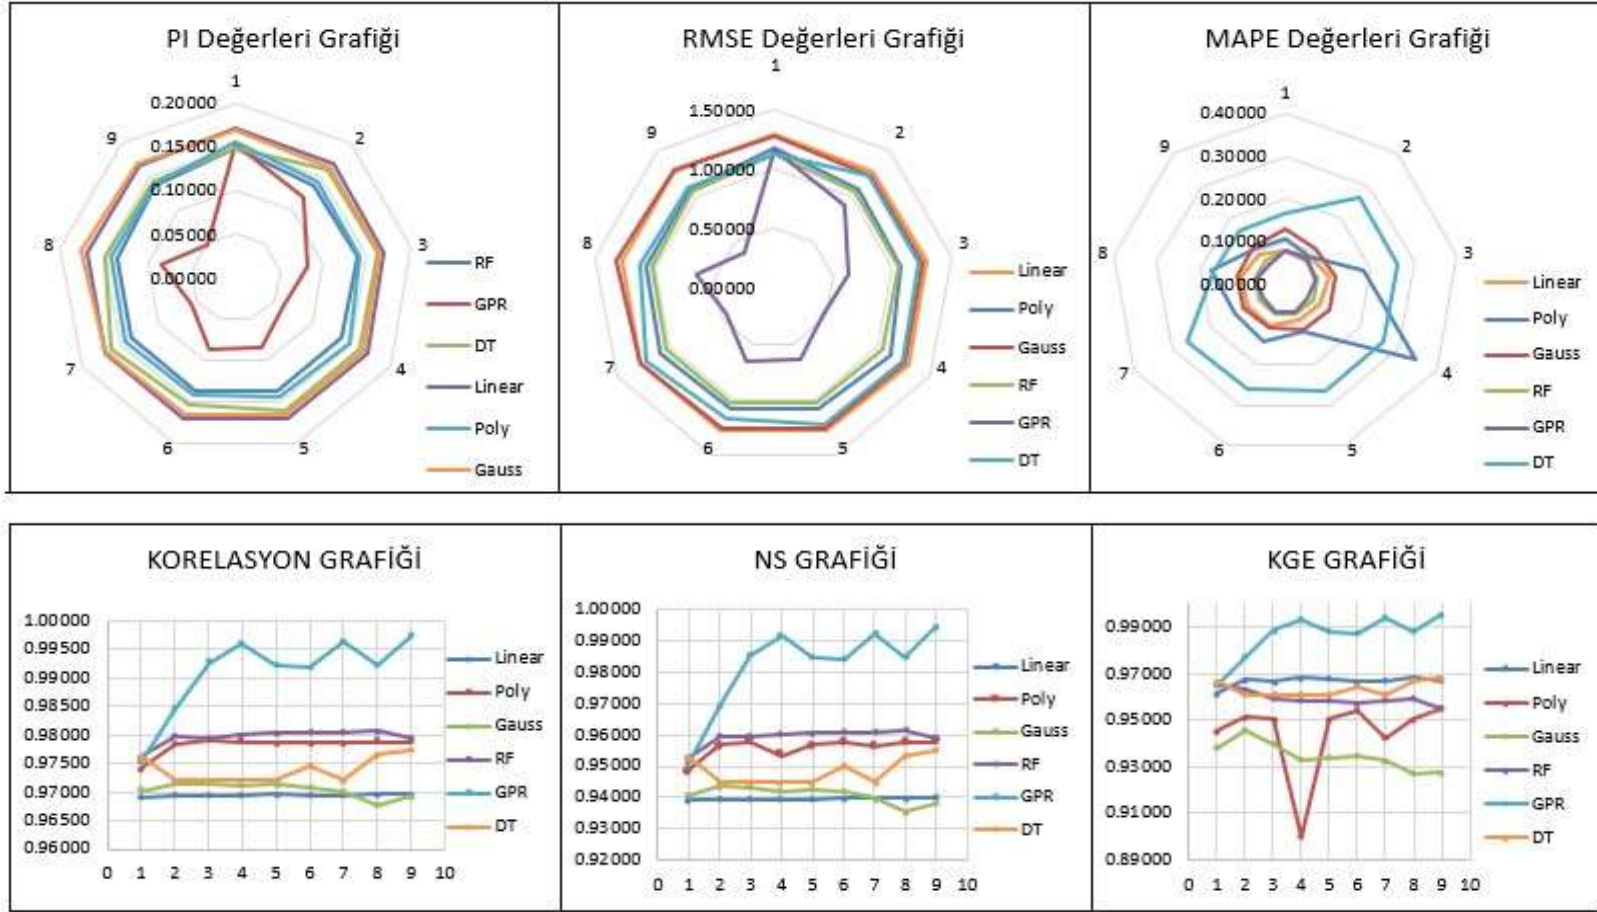 PI Değerleri Grafiği
1
2
3
4
5
6
7
8
9
0.20000
0.15000
0.10000
0.05000
0.00000
RF
GPR
DT
Linear
Poly
Gauss
RMSE Değerleri Grafiği
1
2
3
4
5
6
7
8
9
1.50000
1.00000
0.50000
0.00000
Linear
Poly
Gauss
RF
GPR
DT
MAPE Değerleri Grafiği
1
2
3
4
5
6
7
8
9
0.40000
0.30000
0.20000
0.10000
0.00000
Linear
Poly
Gauss
RF
GPR
DT
KORELASYON GRAFİĞİ
1.00000
0.99500
0.99000
0.98500
0.98000
0.97500
0.97000
0.96500
0.96000
0 1 2 3 4 5 6 7 8 9 10
Linear
Poly
Gauss
RF
GPR
DT
NS GRAFİĞİ
1.00000
0.99000
0.98000
0.97000
0.96000
0.95000
0.94000
0.93000
0.92000
0 1 2 3 4 5 6 7 8 9 10
Linear
Poly
Gauss
RF
GPR
DT
KGE GRAFİĞİ
0.99000
0.97000
0.95000
0.93000
0.91000
0.89000
0 1 2 3 4 5 6 7 8 9 10
Linear
Poly
Gauss
RF
GPR
DT